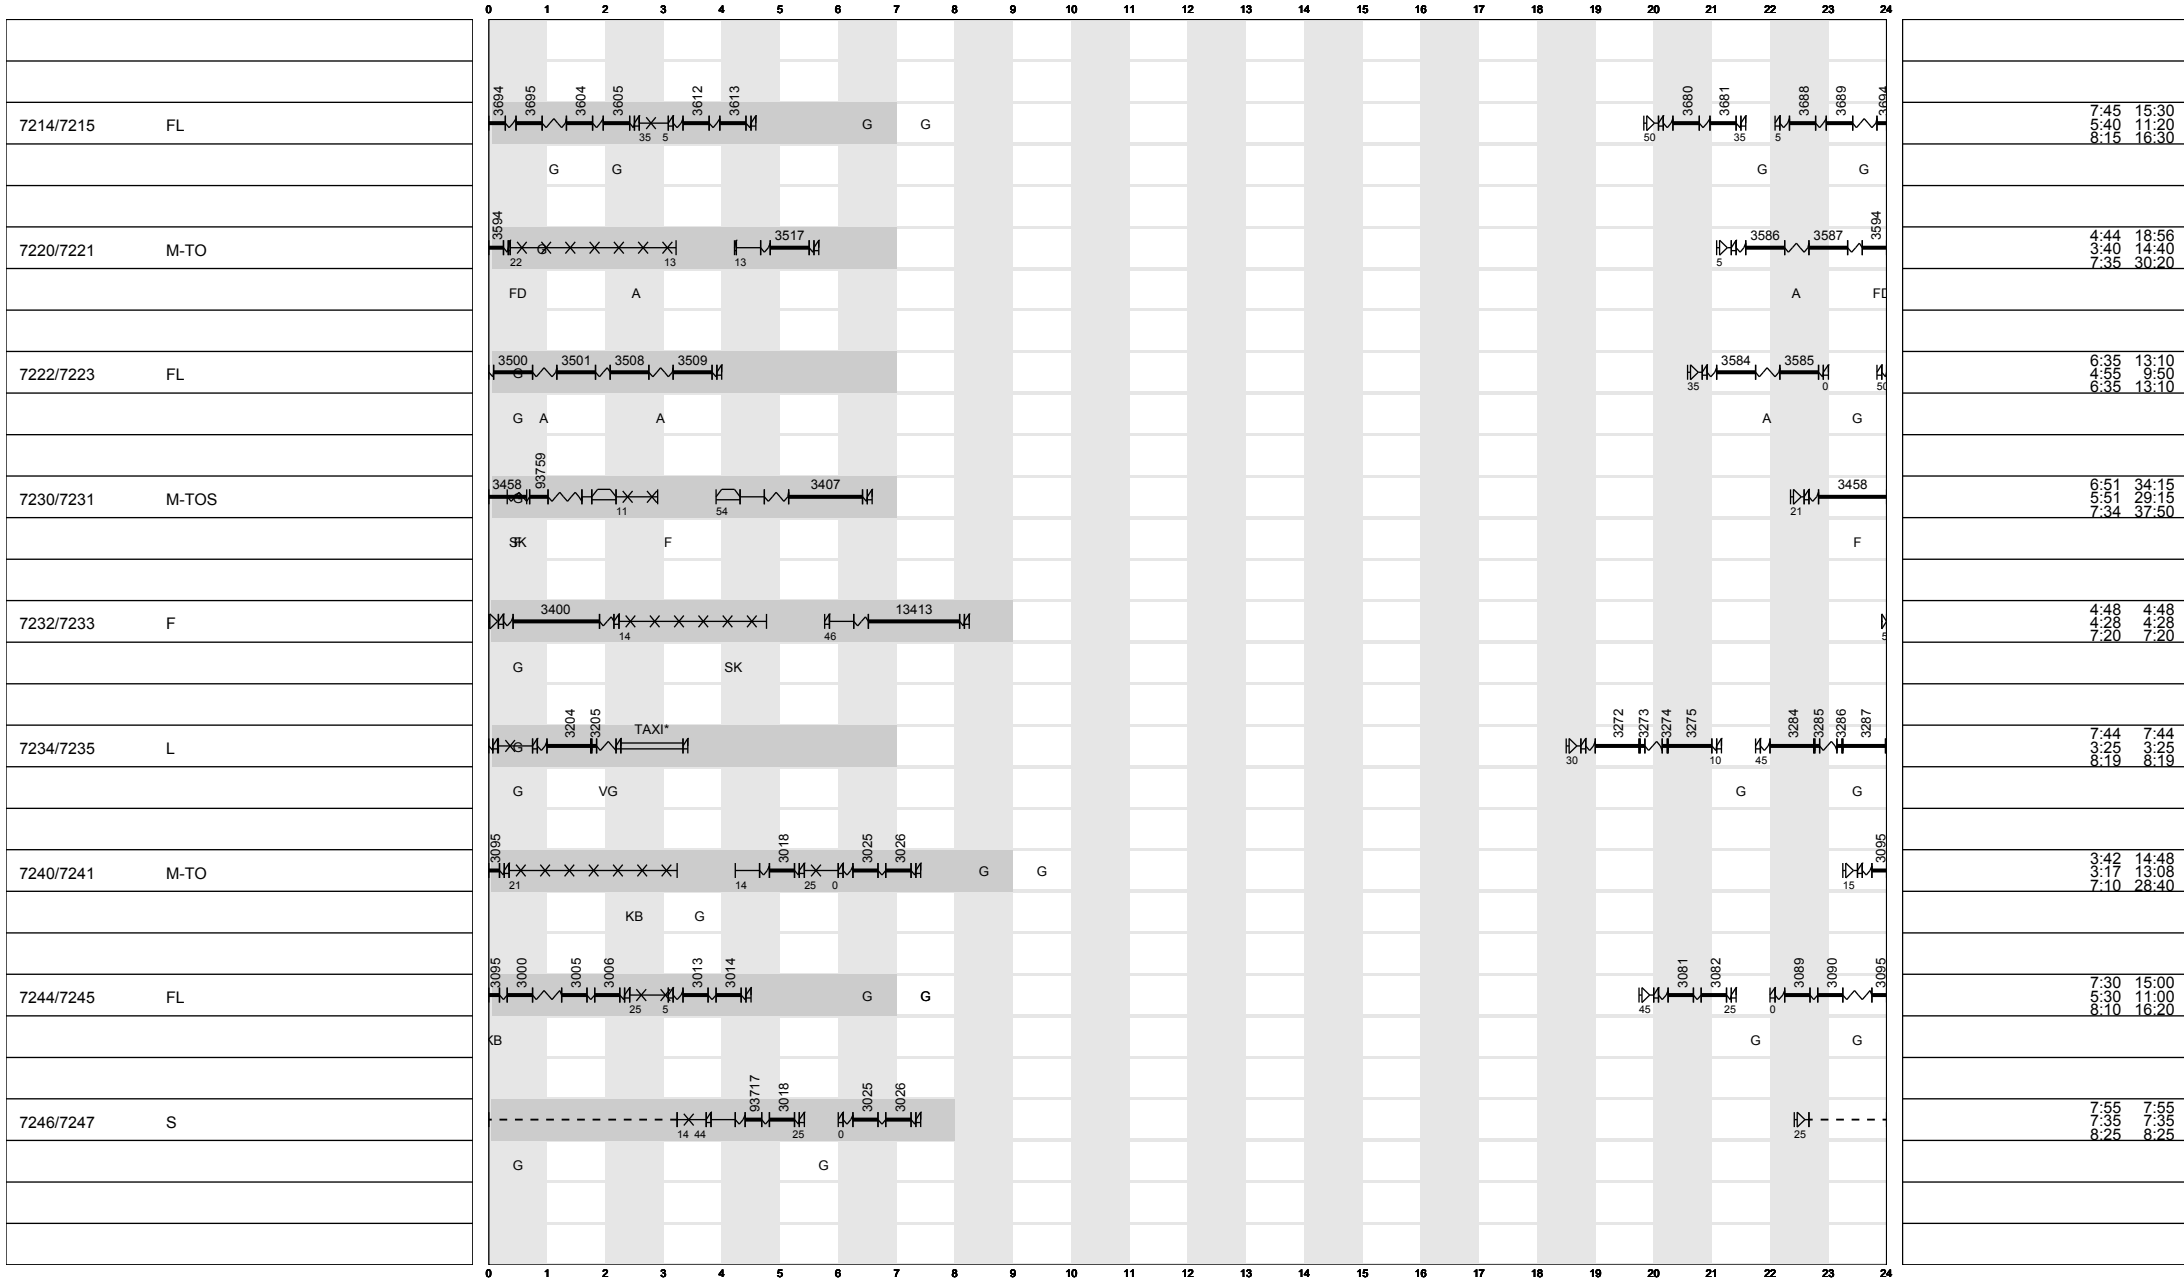 0 1 2 3 4 5 6 7 8 9 10 11 12 13 14 15 16 17 18 19 20 21 22 23 24
3694 3695 3604 3605 3612 3613 3680 3681 3688 3689 3694
7214/7215 FL G G 7:45 15:30
35 5 50 35 5 5:40 11:20
8:15 16:30
G G G G
3594 3517 3586 3587 3594
7220/7221 M-TO G 4:44 18:56
22 13 13 5 3:40 14:40
7:35 30:20
FD A A FD
3500 3501 3508 3509 3584 3585
7222/7223 FL G 6:35 13:10
35 0 50 4:55 9:50
6:35 13:10
G A A A G
3458 93759 3407 3458
7230/7231 M-TOS G 6:51 34:15
11 54 21 5:51 29:15
7:34 37:50
SK F F F
3400 13413
7232/7233 F 4:48 4:48
14 46 5 4:28 4:28
7:20 7:20
G SK
3204 3205 TAXI* 3272 3273 3274 3275 3284 3285 3286 3287
7234/7235 L G 7:44 7:44
30 10 45 3:25 3:25
8:19 8:19
G VG G G
3095 3018 3025 3026 3095
7240/7241 M-TO G G 3:42 14:48
21 14 25 0 15 3:17 13:08
7:10 28:40
KB G
3095 3000 3005 3006 3013 3014 3081 3082 3089 3090 3095
7244/7245 FL G G 7:30 15:00
25 5 45 25 0 5:30 11:00
8:10 16:20
KB G G
93717 3018 3025 3026
7246/7247 S 7:55 7:55
14 44 25 0 25 7:35 7:35
8:25 8:25
G G
0 1 2 3 4 5 6 7 8 9 10 11 12 13 14 15 16 17 18 19 20 21 22 23 24